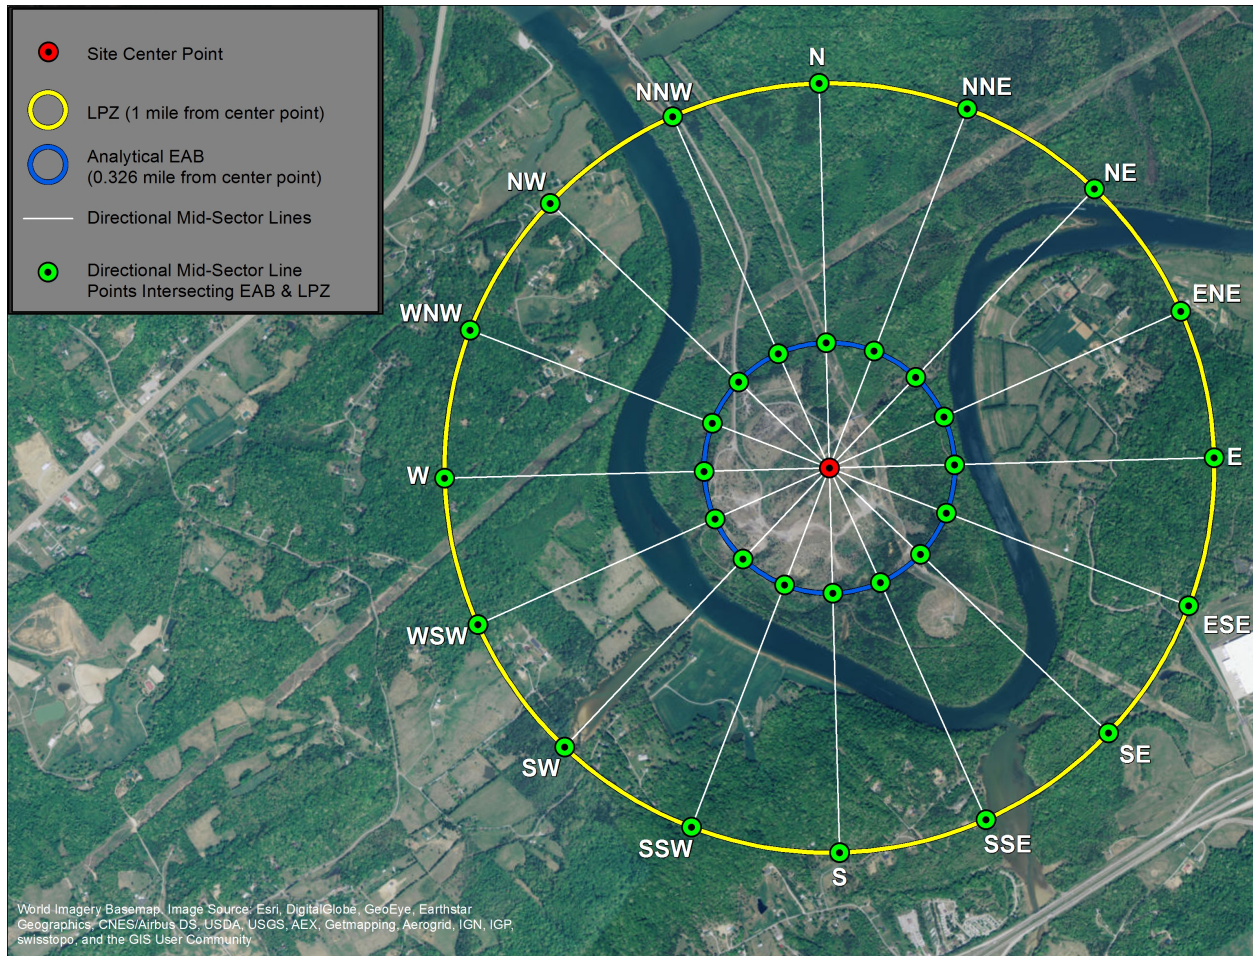 Site Center Point
LPZ (1 mile from center point)
Analytical EAB
(0.326 mile from center point)
Directional Mid-Sector Lines
Directional Mid-Sector Line
Points Intersecting EAB & LPZ
N
NNW
NNE
NW
NE
ENE
WNW
E
W
ESE
WSW
SE
SW
SSE
SSW
S
World Imagery Basemap. Image Source: Esri, DigitalGlobe, GeoEye, Earthstar
Geographics, CNES/Airbus DS, USDA, USGS, AEX, Getmapping, Aerogrid, IGN, IGP,
swisstopo, and the GIS User Community